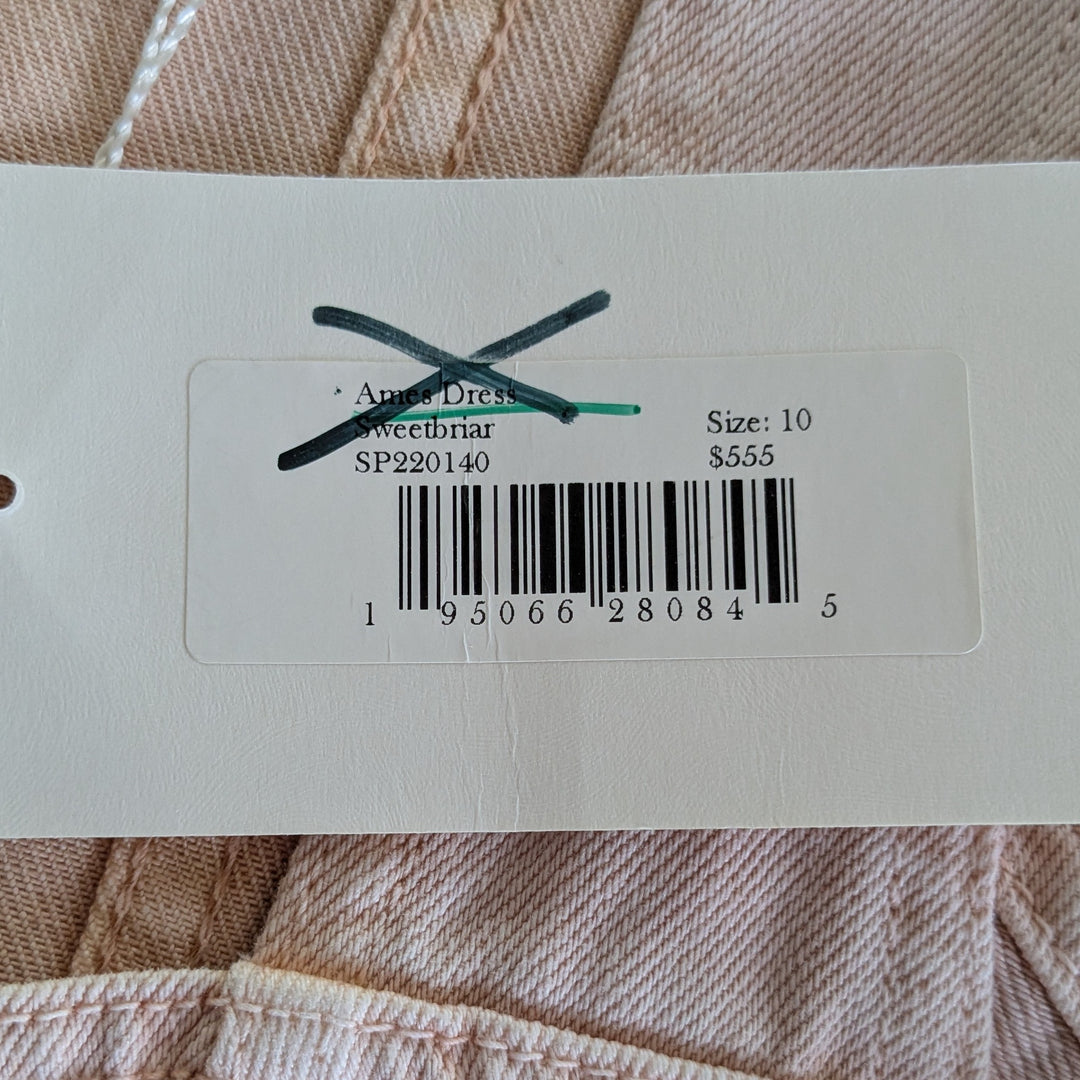 Ames Dress
Sweetbriar
SP220140
Size: 10
$555
1 95066 28084 5